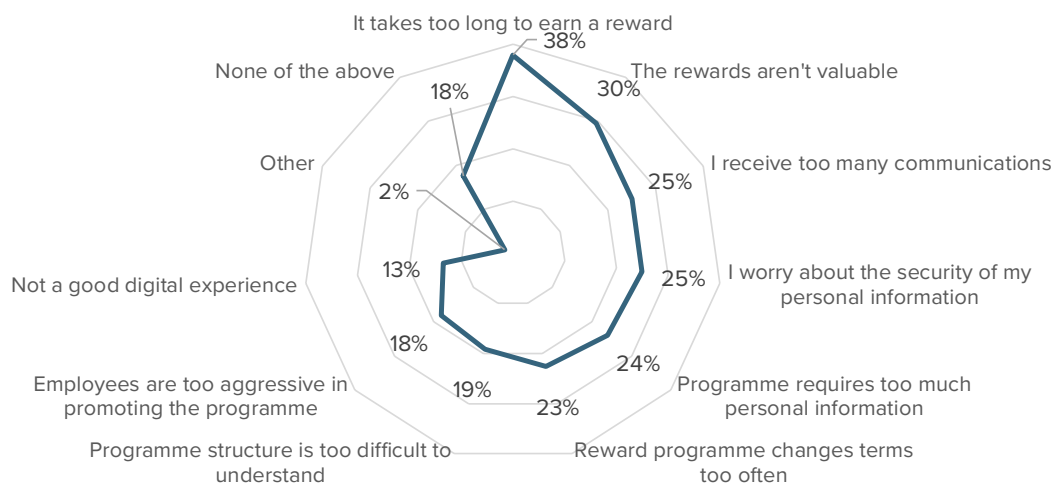 It takes too long to earn a reward
38%
The rewards aren't valuable
30%
I receive too many communications
25%
I worry about the security of my
personal information
25%
Programme requires too much
personal information
24%
Reward programme changes terms
too often
23%
Programme structure is too difficult to
understand
19%
Employees are too aggressive in
promoting the programme
18%
Not a good digital experience
13%
Other
2%
None of the above
18%